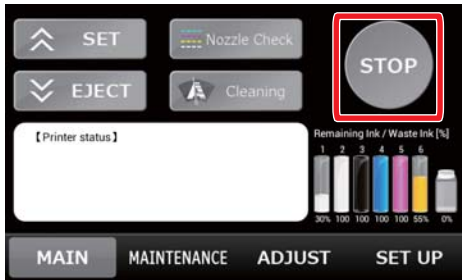 SET
Nozzle Check
STOP
EJECT
Cleaning
【Printer status】
Remaining Ink / Waste Ink [%]
1 2 3 4 5 6
30% 100 100 100 100 55% 0%
MAIN MAINTENANCE ADJUST SET UP